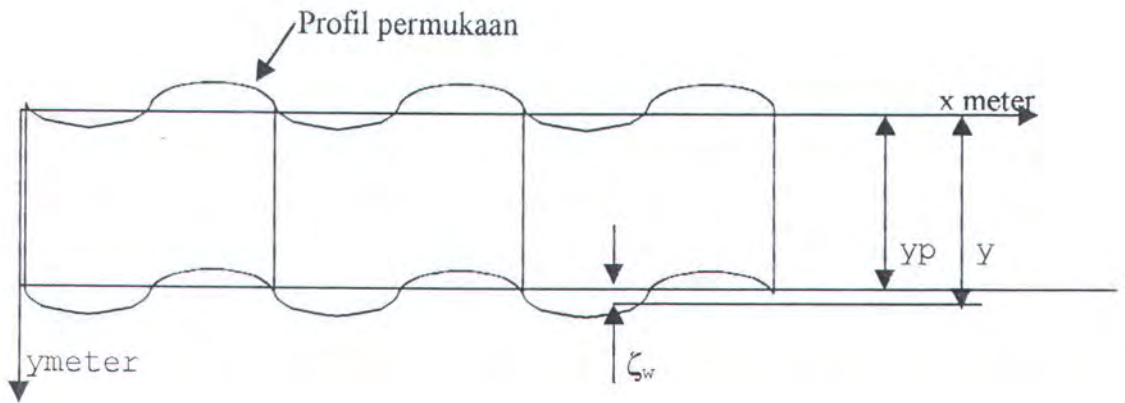 Profil permukaan
x meter
yp
y
ymeter
ζw